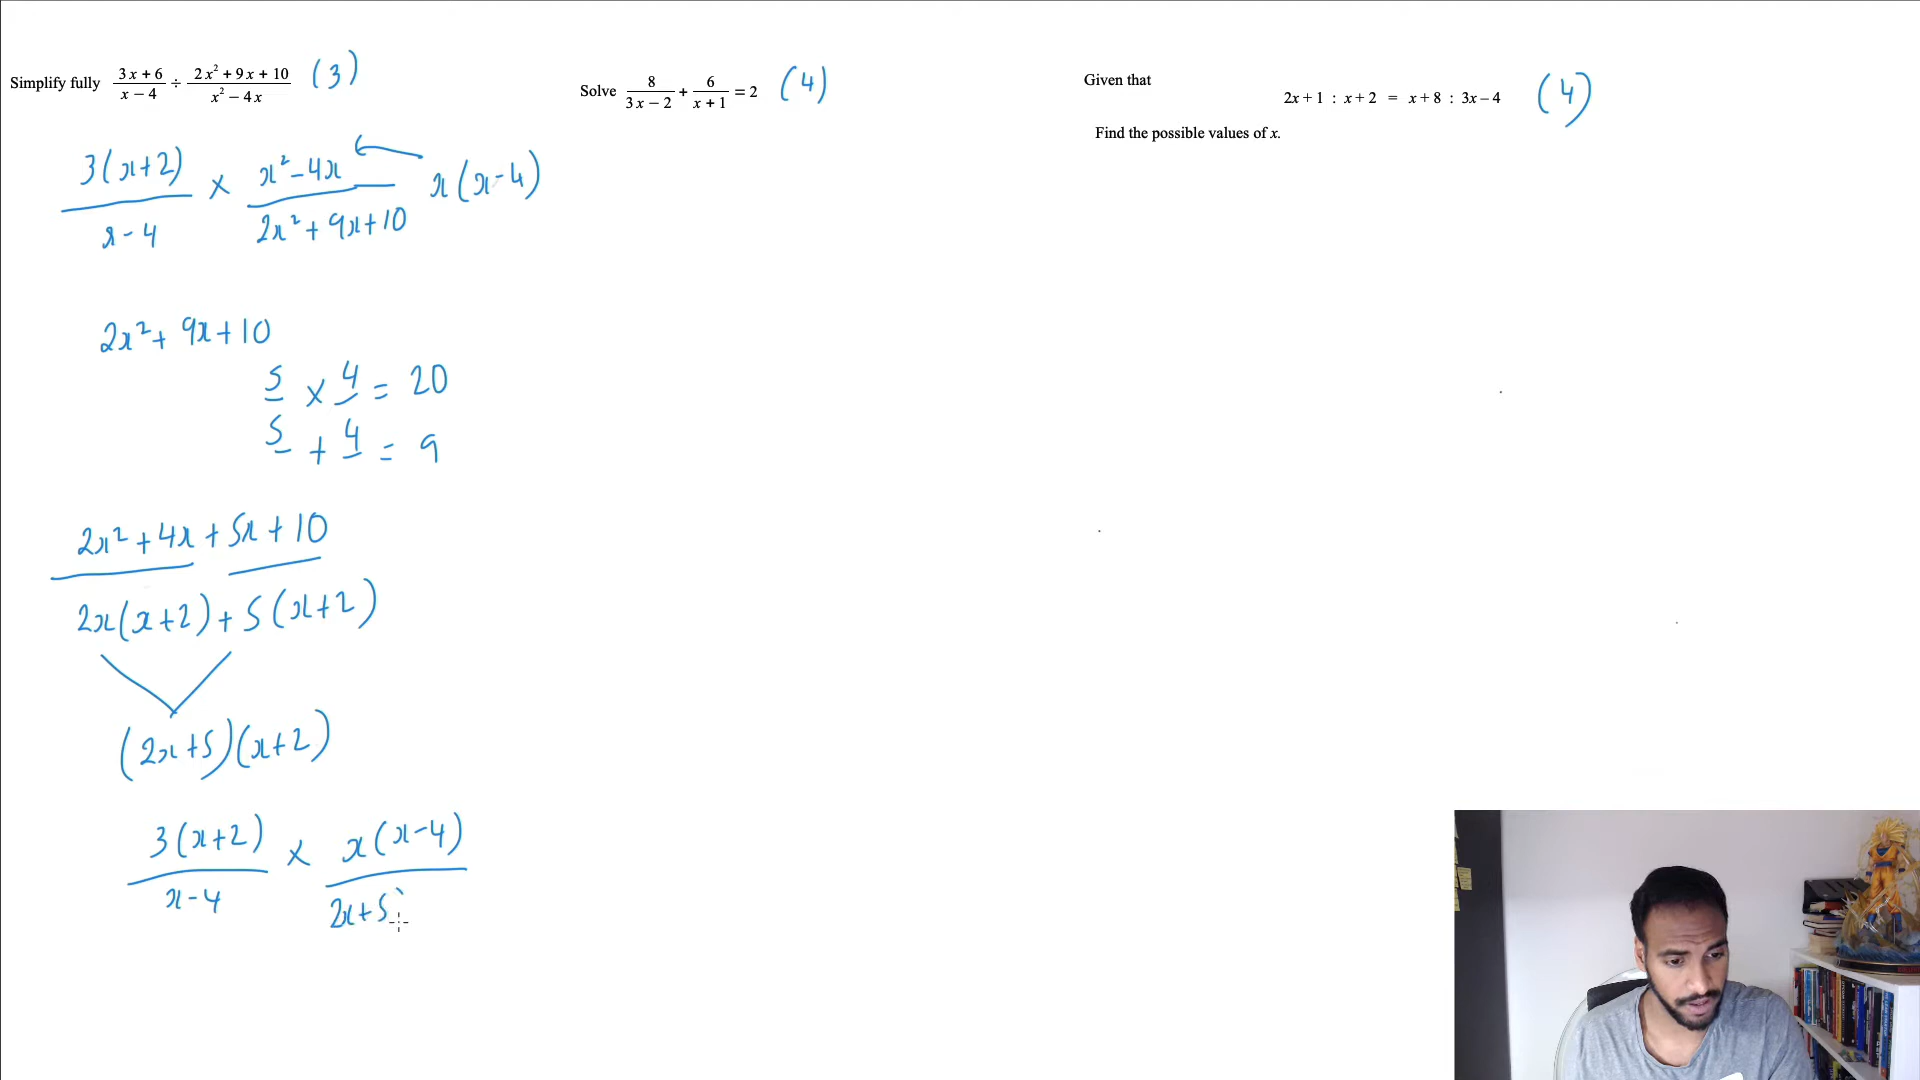 Simplify fully (3x + 6)/(x − 4) ÷ (2x² + 9x + 10)/(x² − 4x) (3)
3(x+2)/(x-4) × (x²-4x)/(2x²+9x+10) x(x-4)
2x²+ 9x+10
5 × 4 = 20
5 + 4 = 9
2x²+4x+5x+10
2x(x+2)+5(x+2)
(2x+5)(x+2)
3(x+2)/(x-4) × x(x-4)/(2x+5)
Solve 8/(3x − 2) + 6/(x + 1) = 2 (4)
Given that
2x + 1 : x + 2 = x + 8 : 3x – 4 (4)
Find the possible values of x.